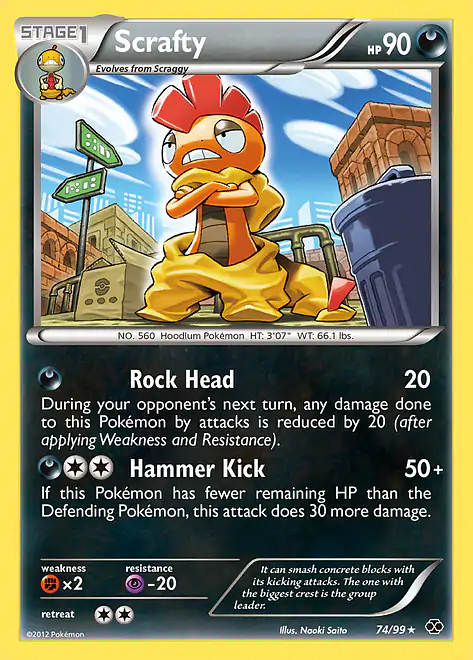 STAGE1
Scrafty
HP 90
Evolves from Scraggy
NO. 560 Hoodlum Pokémon HT: 3'07" WT: 66.1 lbs.
Rock Head 20
During your opponent's next turn, any damage done
to this Pokémon by attacks is reduced by 20 (after
applying Weakness and Resistance).
Hammer Kick 50+
If this Pokémon has fewer remaining HP than the
Defending Pokémon, this attack does 30 more damage.
weakness resistance
×2 -20
retreat
It can smash concrete blocks with
its kicking attacks. The one with
the biggest crest is the group
leader.
©2012 Pokémon
Illus. Naoki Saito
74/99 ★